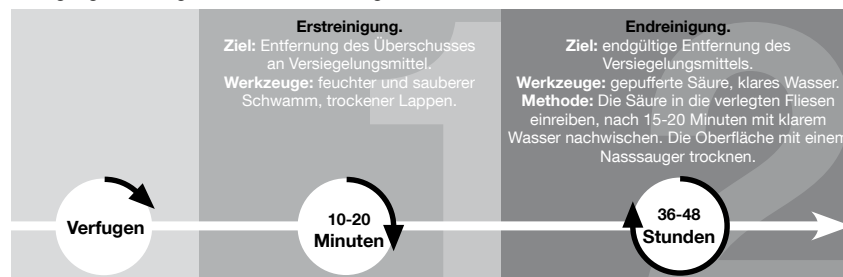 Erstreinigung.
Ziel: Entfernung des Überschusses
an Versiegelungsmittel.
Werkzeuge: feuchter und sauberer
Schwamm, trockener Lappen.
Endreinigung.
Ziel: endgültige Entfernung des
Versiegelungsmittels.
Werkzeuge: gepufferte Säure, klares Wasser.
Methode: Die Säure in die verlegten Fliesen
einreiben, nach 15-20 Minuten mit klarem
Wasser nachwischen. Die Oberfläche mit einem
Nasssauger trocknen.
1
2
Verfugen
10-20
Minuten
36-48
Stunden